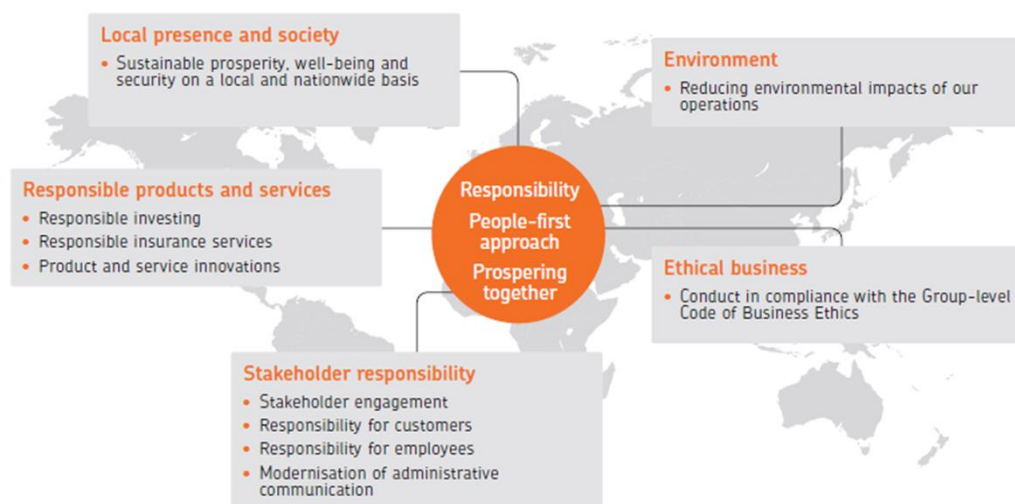 Local presence and society
• Sustainable prosperity, well-being and
security on a local and nationwide basis
Environment
• Reducing environmental impacts of our
operations
Responsible products and services
• Responsible investing
• Responsible insurance services
• Product and service innovations
Responsibility
People-first
approach
Prospering
together
Ethical business
• Conduct in compliance with the Group-level
Code of Business Ethics
Stakeholder responsibility
• Stakeholder engagement
• Responsibility for customers
• Responsibility for employees
• Modernisation of administrative
communication